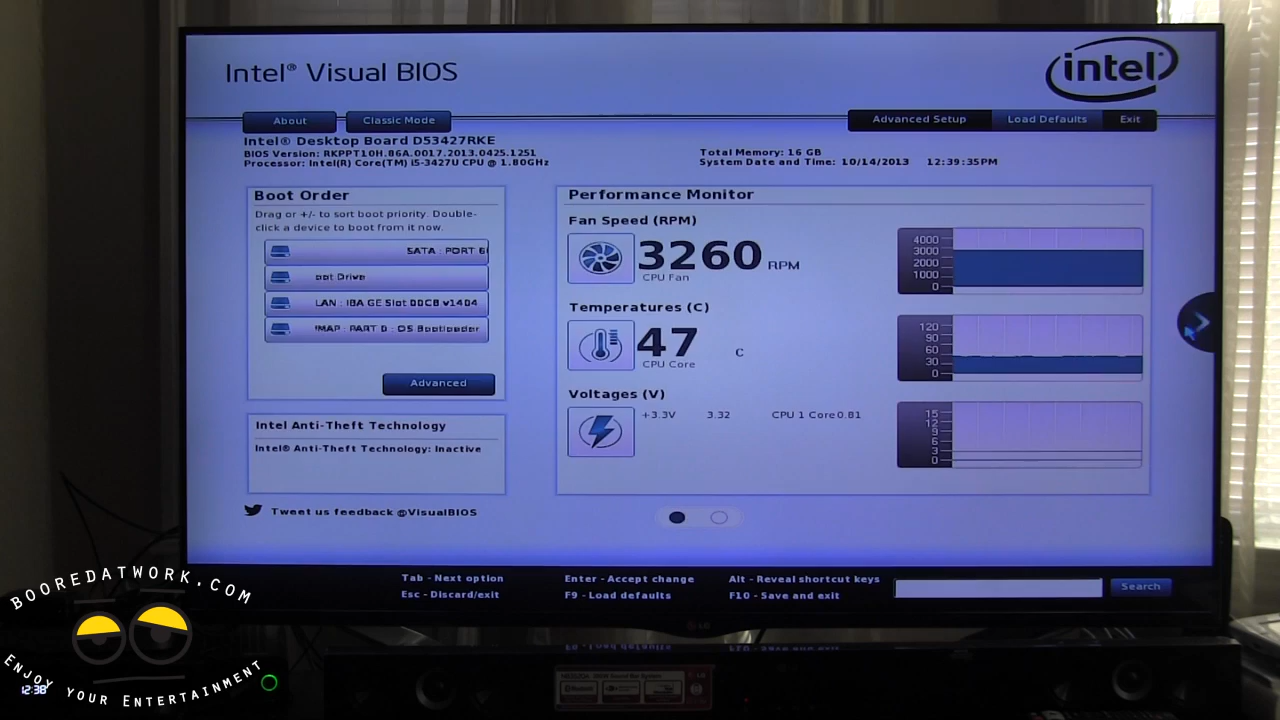 Intel® Visual BIOS
intel
About
Classic Mode
Advanced Setup
Load Defaults
Exit
Intel® Desktop Board D53427RKE
BIOS Version: RKPPT10H.86A.0017.2013.0425.1251
Processor: Intel(R) Core(TM) i5-3427U CPU @ 1.80GHz
Total Memory: 16 GB
System Date and Time: 10/14/2013 12:39:35PM
Boot Order
Drag or +/- to sort boot priority. Double-
click a device to boot from it now.
SATA : PORT 6
oot Drive
LAN : IBA GE Slot 00C8 v1404
: PART 0 : OS Bootloader
Advanced
Intel Anti-Theft Technology
Intel® Anti-Theft Technology: Inactive
Tweet us feedback @VisualBIOS
Performance Monitor
Fan Speed (RPM)
3260 RPM
CPU Fan
4000
3000
2000
1000
0
Temperatures (C)
47 C
CPU Core
120
90
60
30
0
Voltages (V)
+3.3V 3.32 CPU 1 Core 0.81
15
12
9
6
3
0
Tab - Next option
Esc - Discard/exit
Enter - Accept change
F9 - Load defaults
Alt - Reveal shortcut keys
F10 - Save and exit
Search
LG
BOOREDATWORK.COM
ENJOY YOUR ENTERTAINMENT
12:38